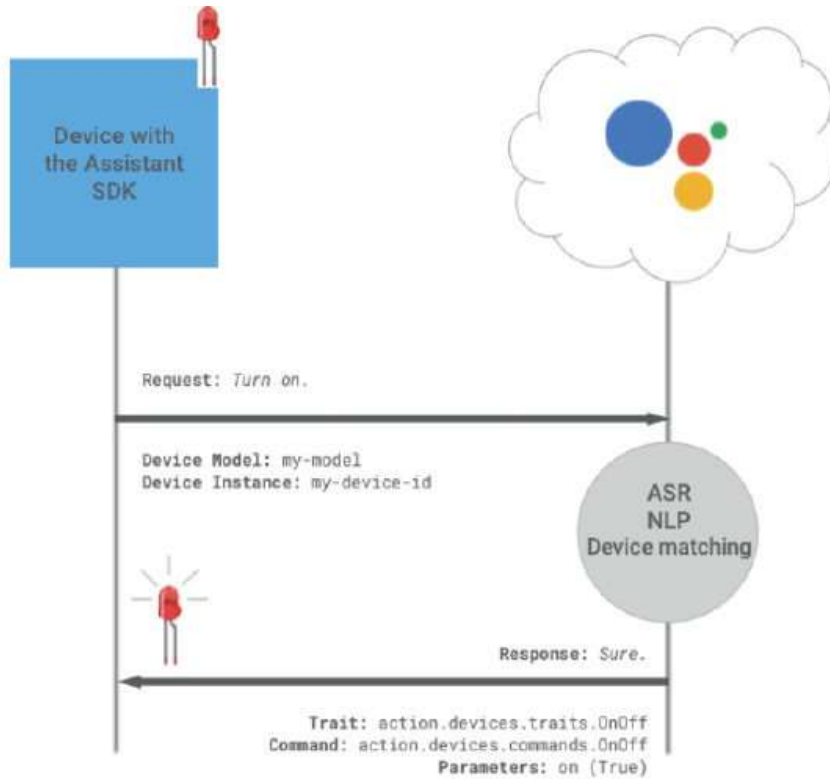 Device with
the Assistant
SDK
Request: Turn on.
Device Model: my-model
Device Instance: my-device-id
ASR
NLP
Device matching
Response: Sure.
Trait: action.devices.traits.OnOff
Command: action.devices.commands.OnOff
Parameters: on (True)